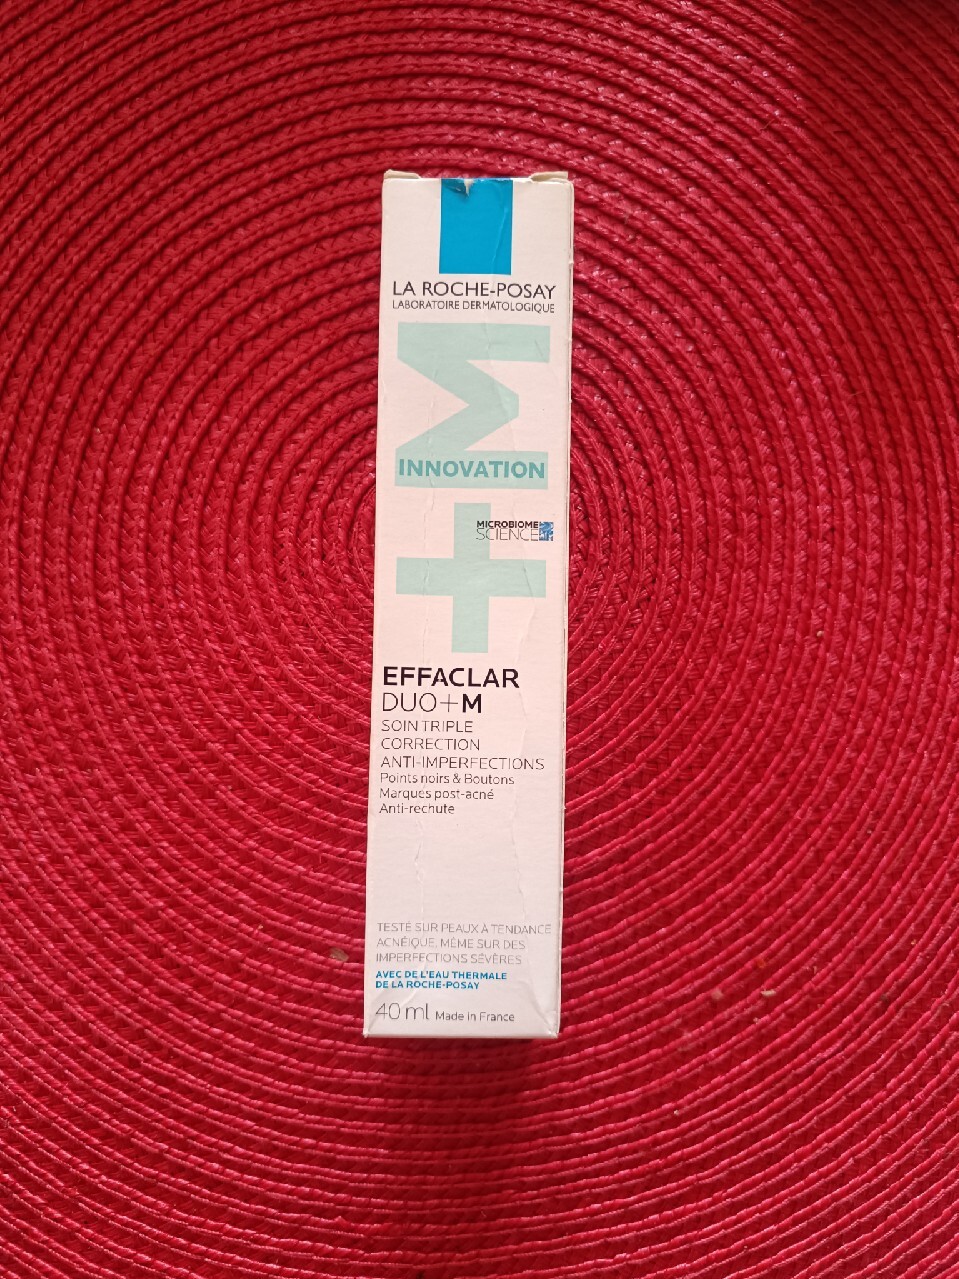 LA ROCHE-POSAY
LABORATOIRE DERMATOLOGIQUE
+M
INNOVATION
MICROBIOME
SCIENCE
EFFACLAR
DUO+M
SOIN TRIPLE
CORRECTION
ANTI-IMPERFECTIONS
Points noirs & Boutons
Marques post-acné
Anti-rechute
TESTÉ SUR PEAUX À TENDANCE
ACNÉIQUE, MÊME SUR DES
IMPERFECTIONS SÉVÈRES
AVEC DE L'EAU THERMALE
DE LA ROCHE-POSAY
40 ml Made in France